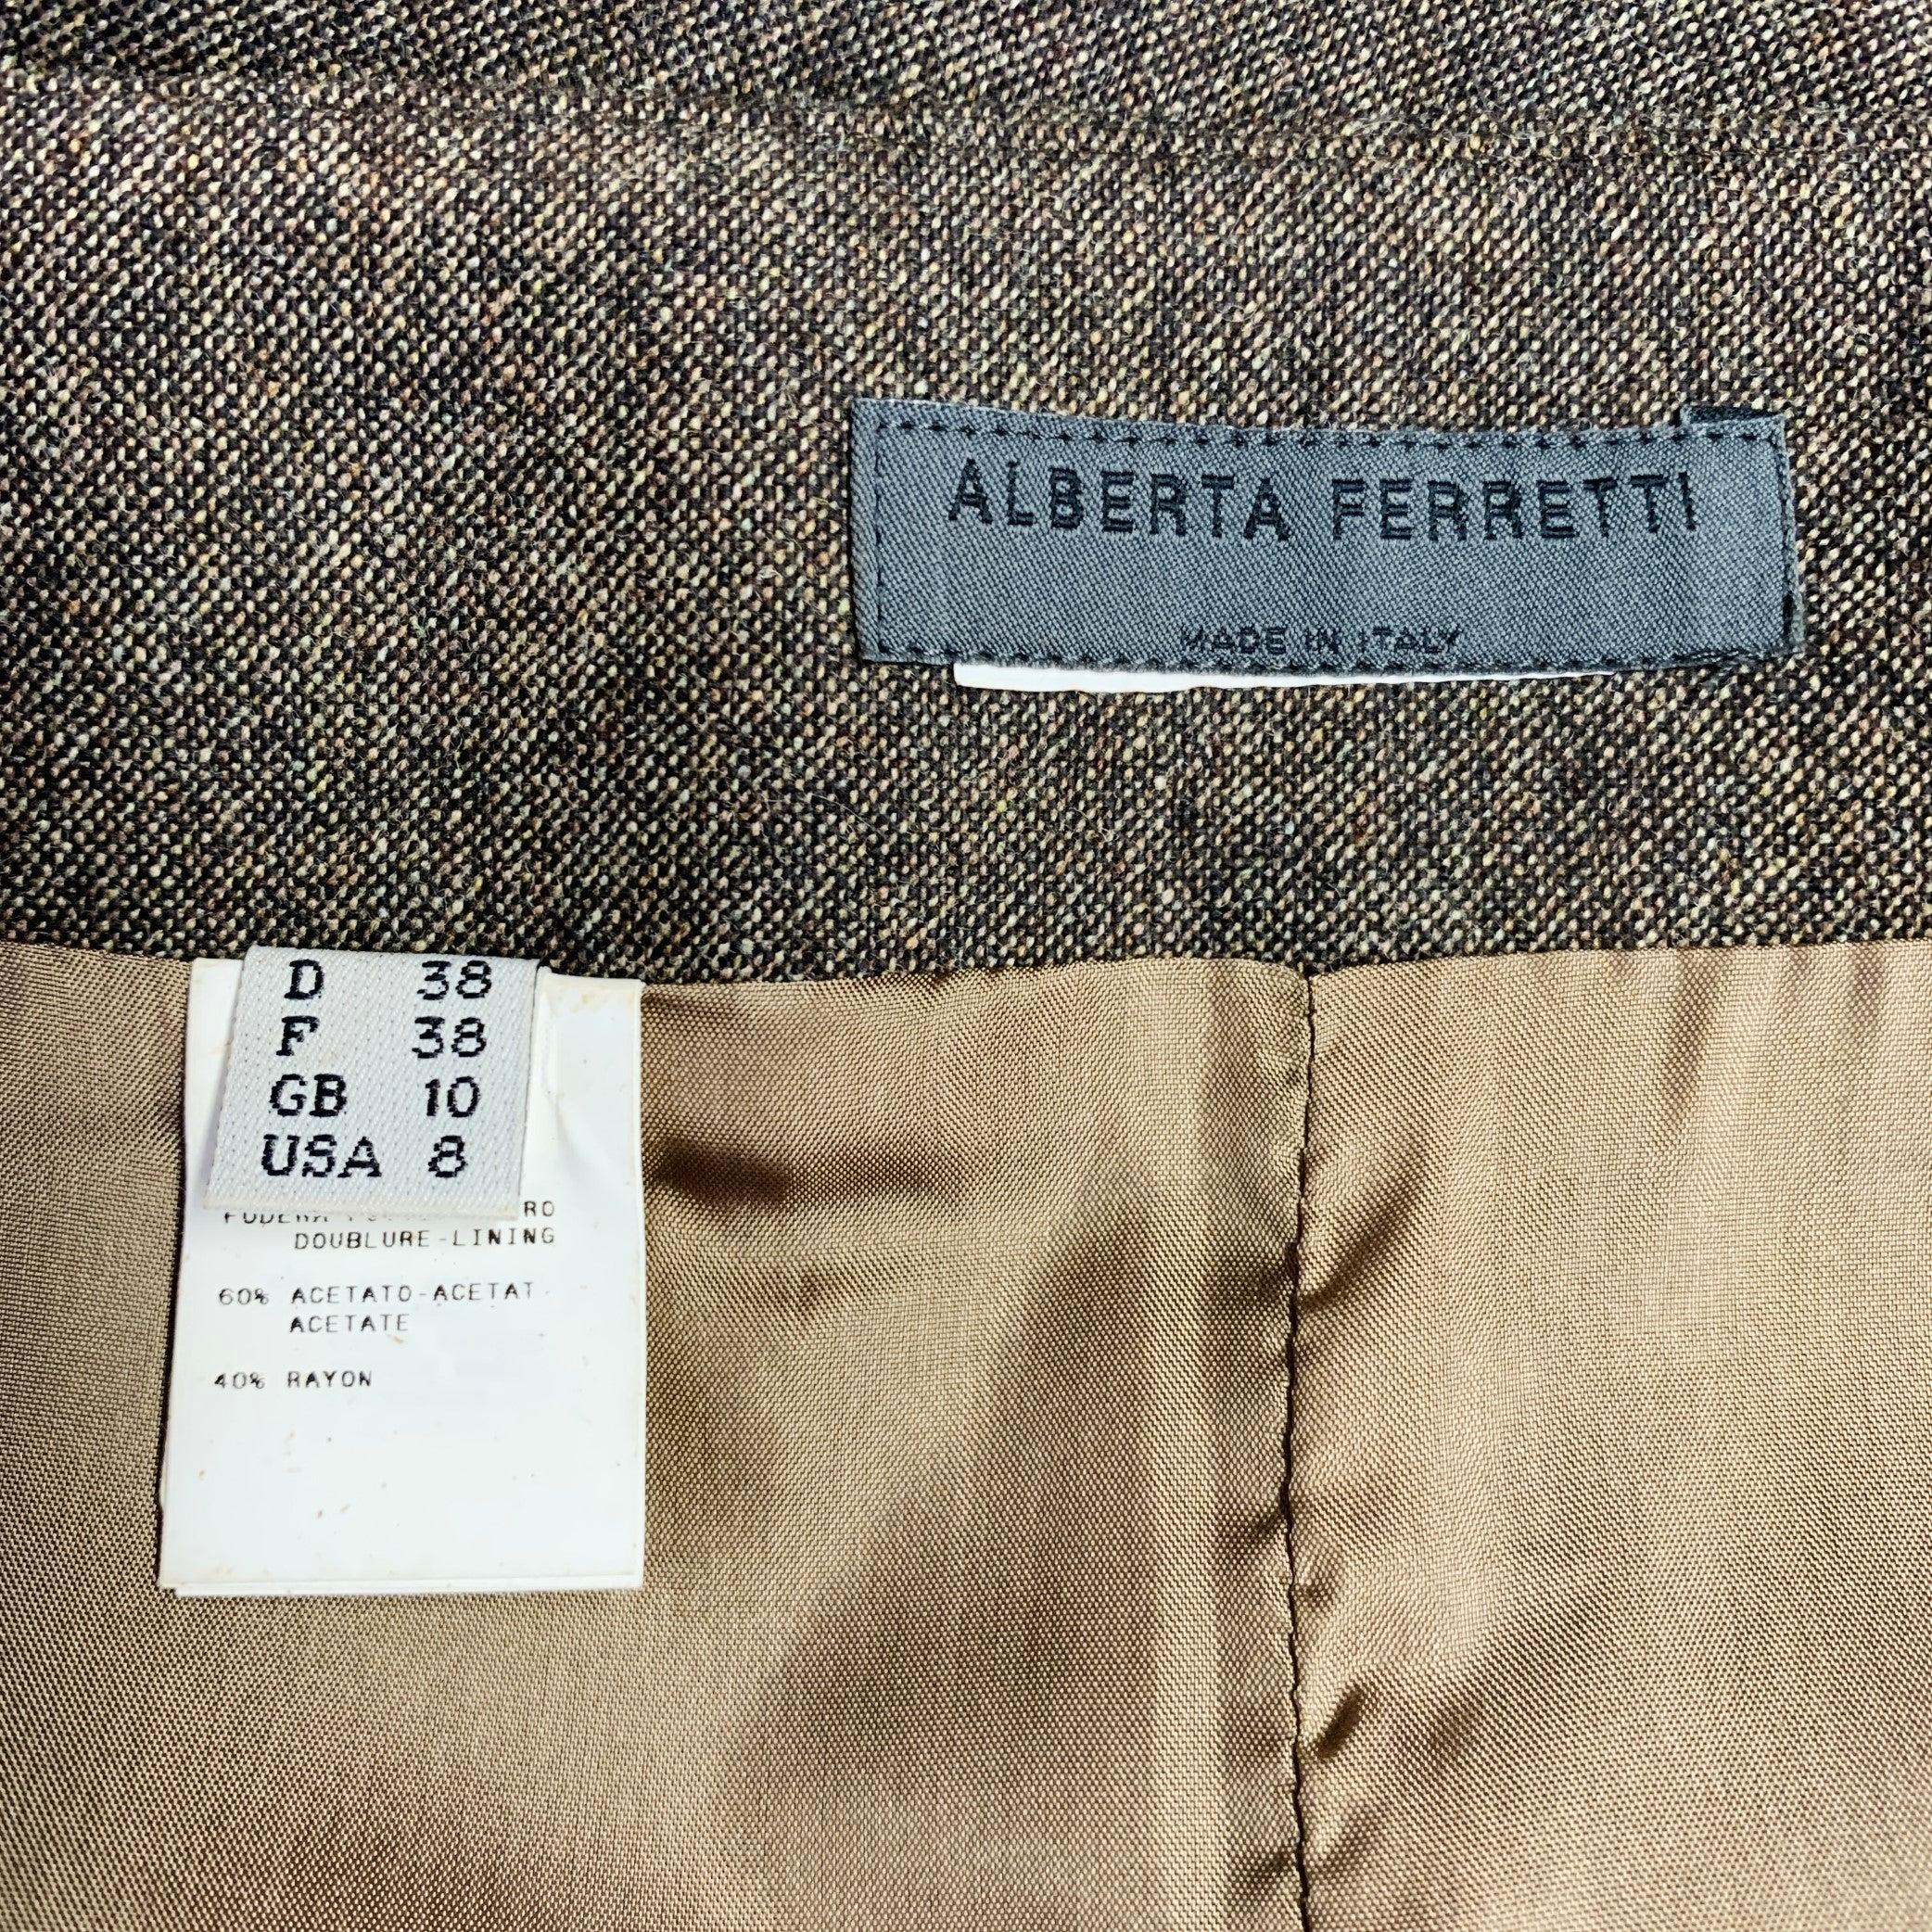 ALBERTA FERRETTI
MADE IN ITALY
D 38
F 38
GB 10
USA 8
DOUBLURE-LINING
60% ACETATO-ACETAT
ACETATE
40% RAYON